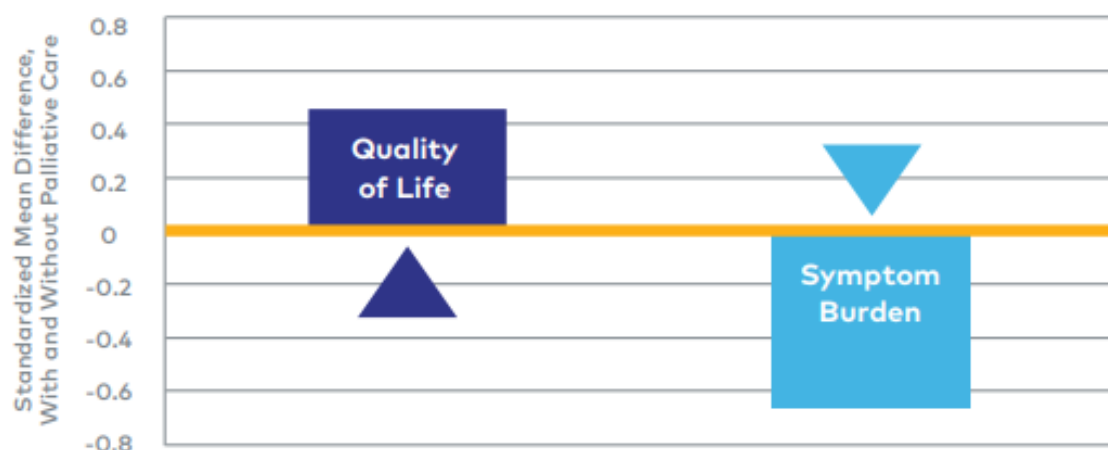 Standardized Mean Difference,
With and Without Palliative Care
0.8
0.6
0.4
0.2
0
-0.2
-0.4
-0.6
-0.8
Quality
of Life
Symptom
Burden